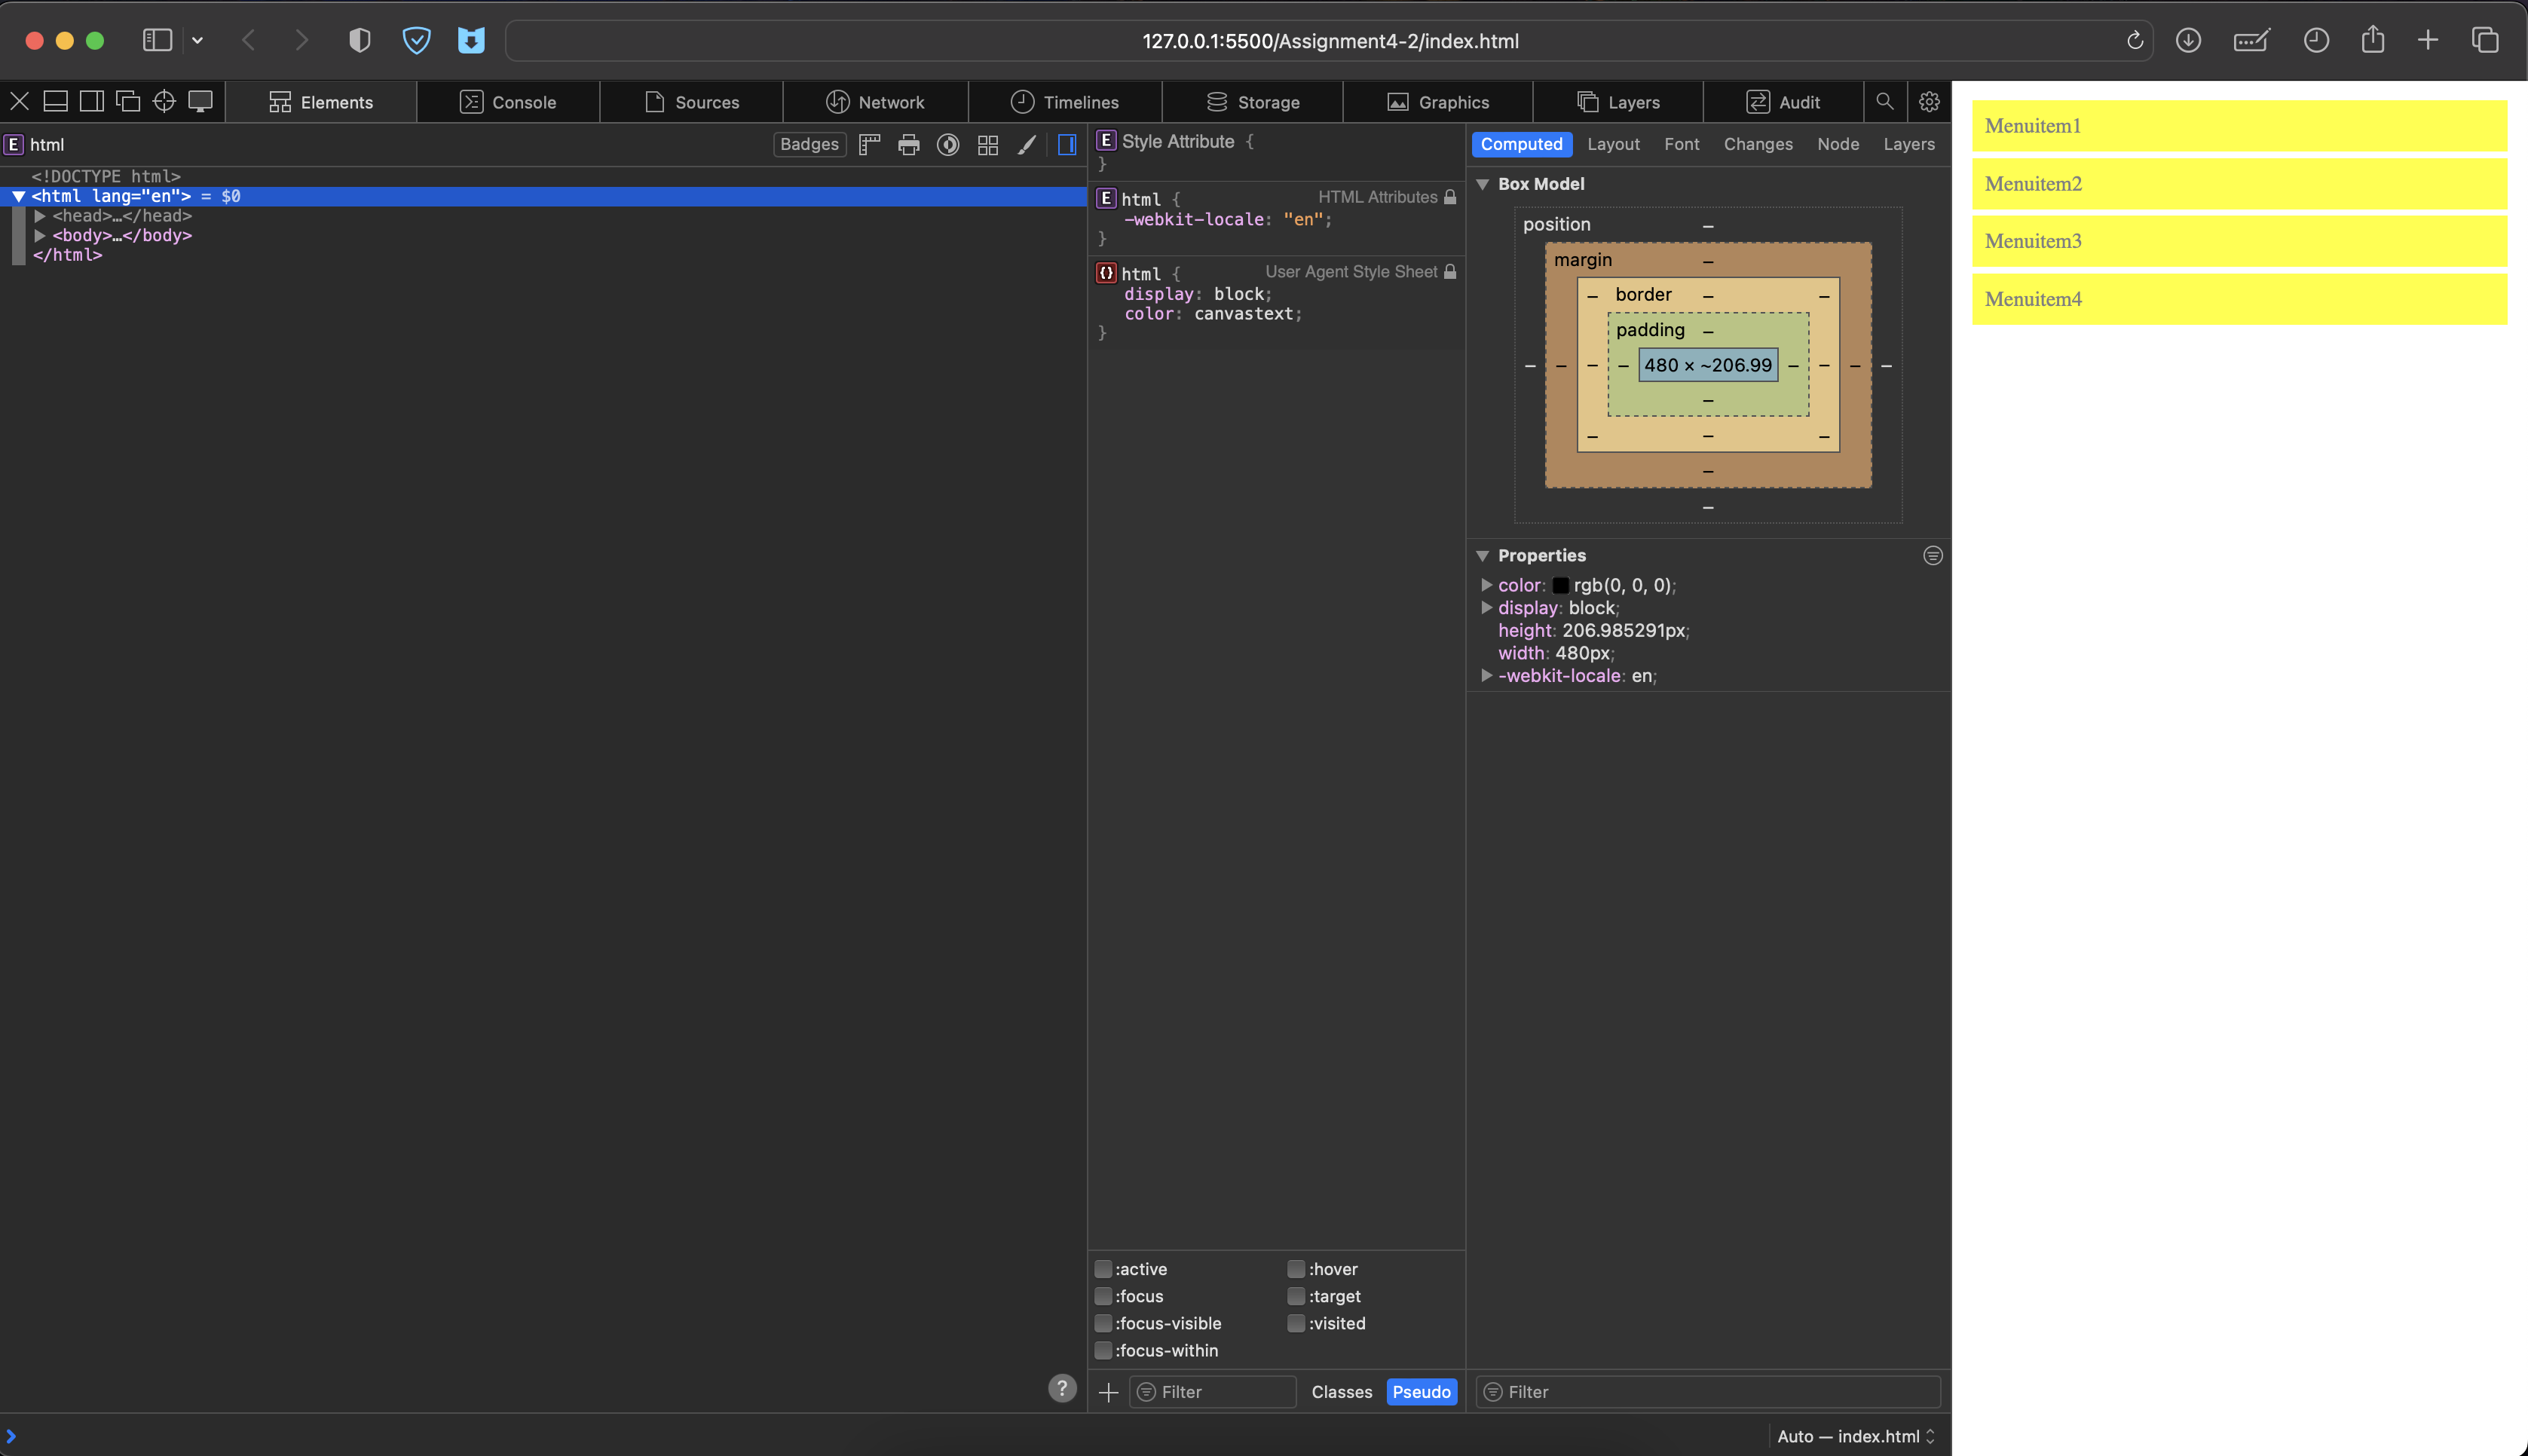 127.0.0.1:5500/Assignment4-2/index.html
Elements
Console
Sources
Network
Timelines
Storage
Graphics
Layers
Audit
E html
Badges
<!DOCTYPE html>
<html lang="en"> = $0
<head>…</head>
<body>…</body>
</html>
E Style Attribute {
}
E html {
HTML Attributes
-webkit-locale: "en";
}
{} html {
User Agent Style Sheet
display: block;
color: canvastext;
}
:active
:hover
:focus
:target
:focus-visible
:visited
:focus-within
?
+
Filter
Classes
Pseudo
Computed
Layout
Font
Changes
Node
Layers
Box Model
position –
margin –
– border – –
padding –
– – – – 480 × ~206.99 – – – –
–
– – –
–
–
Properties
color: rgb(0, 0, 0);
display: block;
height: 206.985291px;
width: 480px;
-webkit-locale: en;
Filter
Auto — index.html
Menuitem1
Menuitem2
Menuitem3
Menuitem4